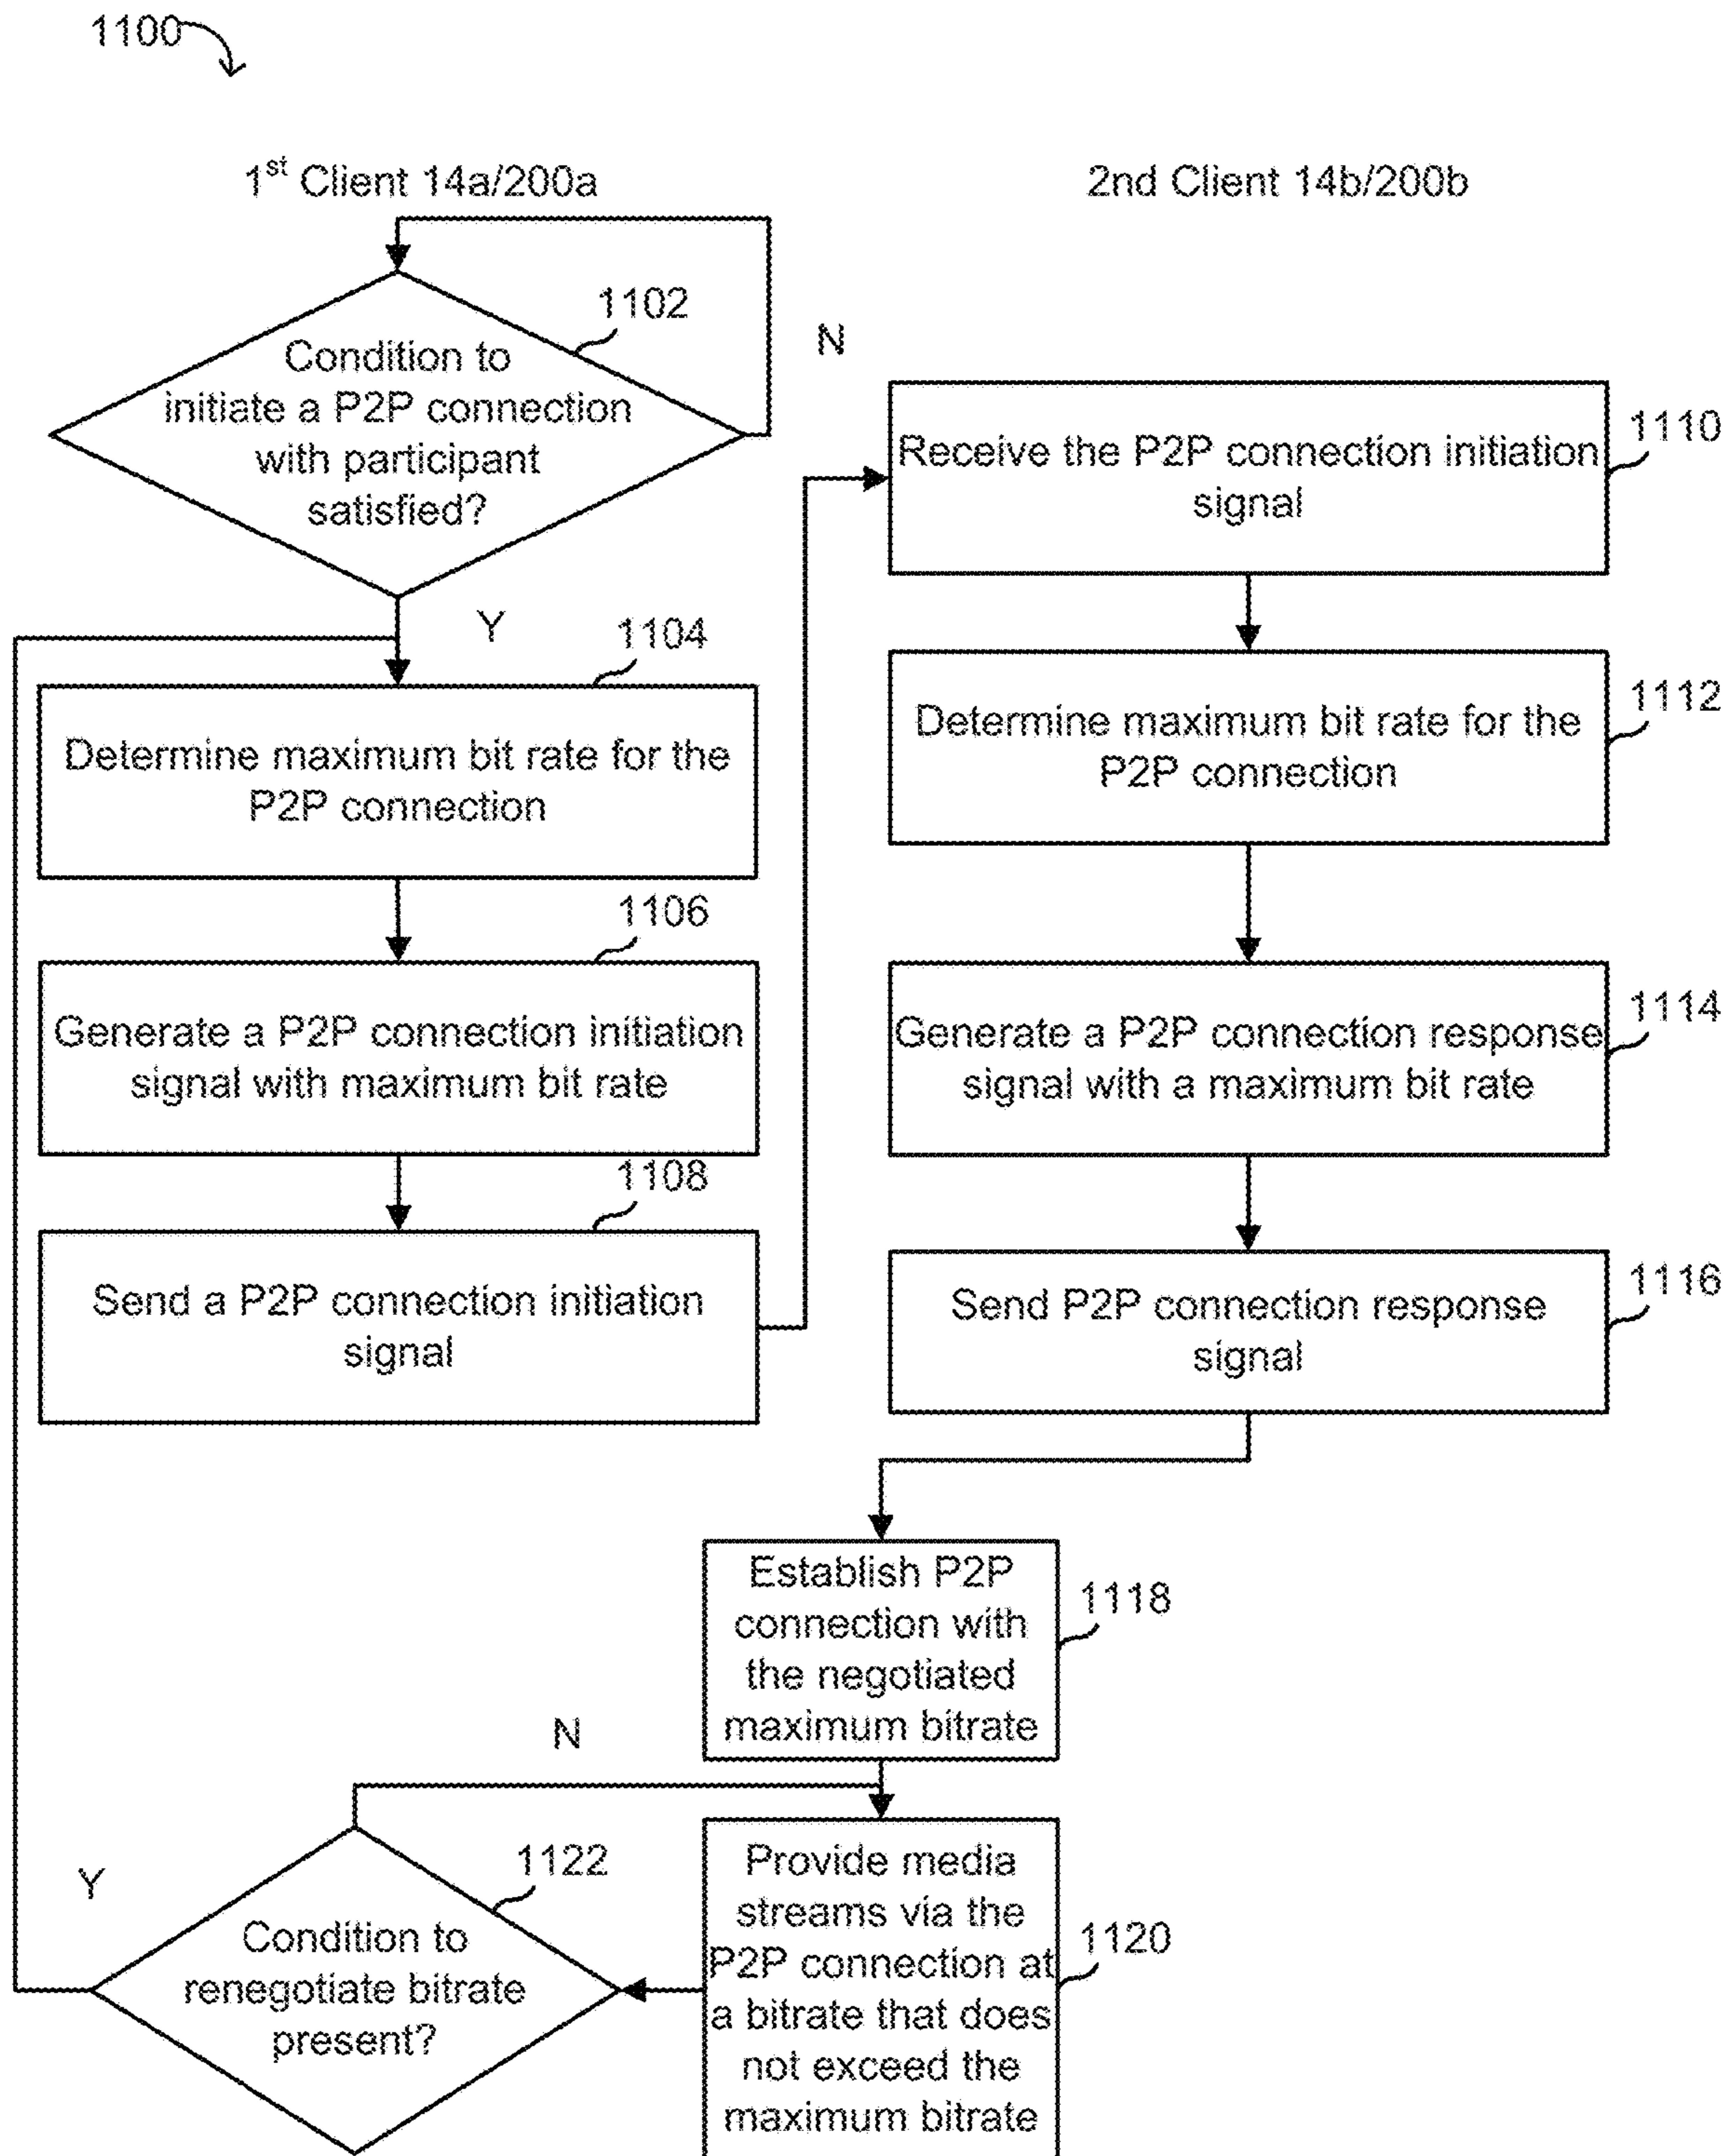 1100
1st Client 14a/200a
2nd Client 14b/200b
1102
Condition to
initiate a P2P connection
with participant
satisfied?
N
Y
1104
Determine maximum bit rate for the
P2P connection
1106
Generate a P2P connection initiation
signal with maximum bit rate
1108
Send a P2P connection initiation
signal
1110
Receive the P2P connection initiation
signal
1112
Determine maximum bit rate for the
P2P connection
1114
Generate a P2P connection response
signal with a maximum bit rate
1116
Send P2P connection response
signal
1118
Establish P2P
connection with
the negotiated
maximum bitrate
N
1120
Provide media
streams via the
P2P connection at
a bitrate that does
not exceed the
maximum bitrate
1122
Y
Condition to
renegotiate bitrate
present?